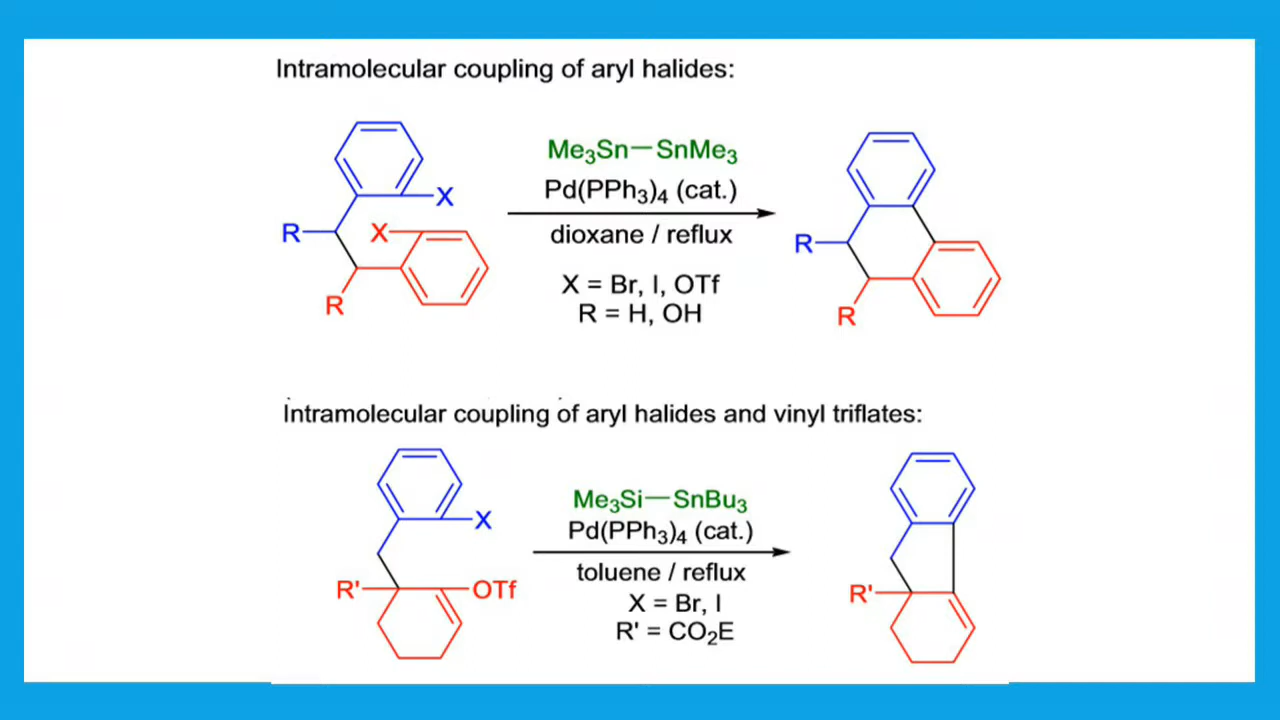 Intramolecular coupling of aryl halides:
X
R
X
R
Me₃Sn—SnMe₃
Pd(PPh₃)₄ (cat.)
dioxane / reflux
X = Br, I, OTf
R = H, OH
R
R
Intramolecular coupling of aryl halides and vinyl triflates:
X
R'
OTf
Me₃Si—SnBu₃
Pd(PPh₃)₄ (cat.)
toluene / reflux
X = Br, I
R' = CO₂E
R'